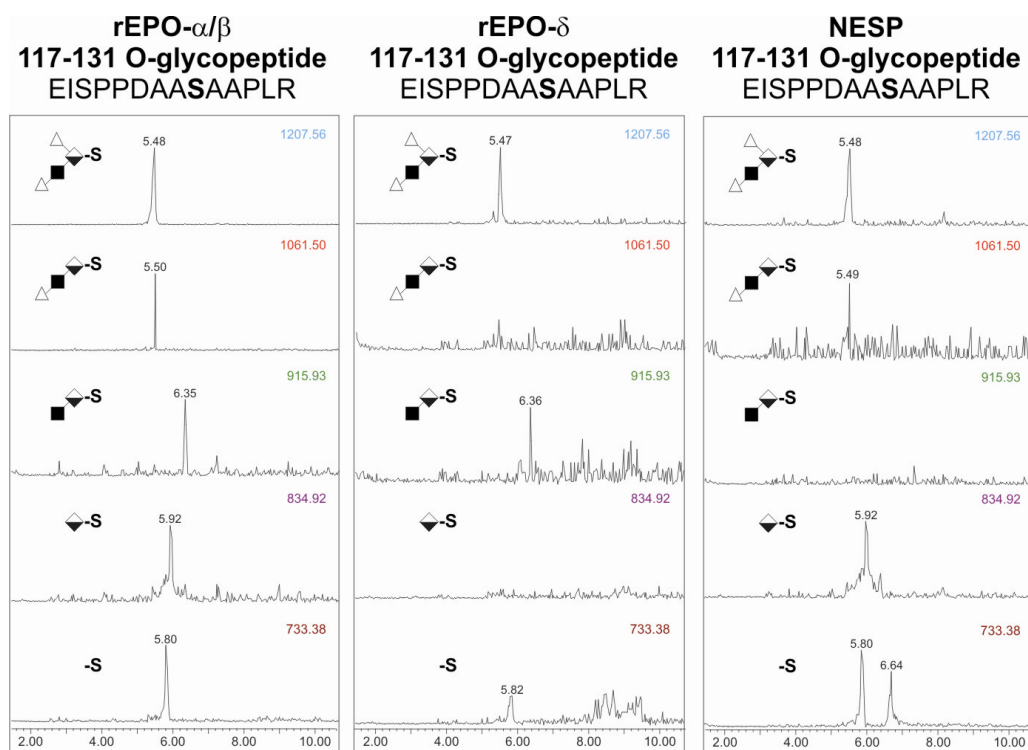 rEPO-α/β
117-131 O-glycopeptide
EISPPDAASAAPLR
1207.56
5.48
-S
1061.50
5.50
-S
915.93
6.35
-S
834.92
5.92
-S
733.38
5.80
-S
2.00 4.00 6.00 8.00 10.00
rEPO-δ
117-131 O-glycopeptide
EISPPDAASAAPLR
1207.56
5.47
-S
1061.50
-S
915.93
6.36
-S
834.92
-S
733.38
5.82
-S
2.00 4.00 6.00 8.00 10.00
NESP
117-131 O-glycopeptide
EISPPDAASAAPLR
1207.56
5.48
-S
1061.50
5.49
-S
915.93
-S
834.92
5.92
-S
733.38
5.80 6.64
-S
2.00 4.00 6.00 8.00 10.00